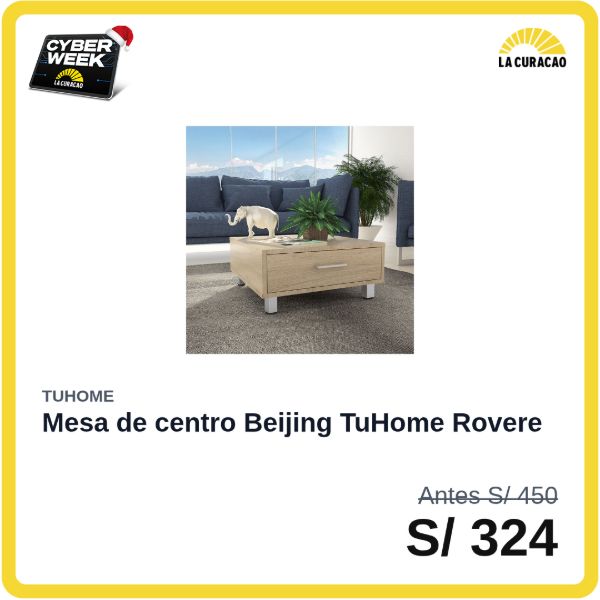 CYBER
WEEK
LA CURACAO
LA CURACAO
TUHOME
Mesa de centro Beijing TuHome Rovere
Antes S/ 450
S/ 324